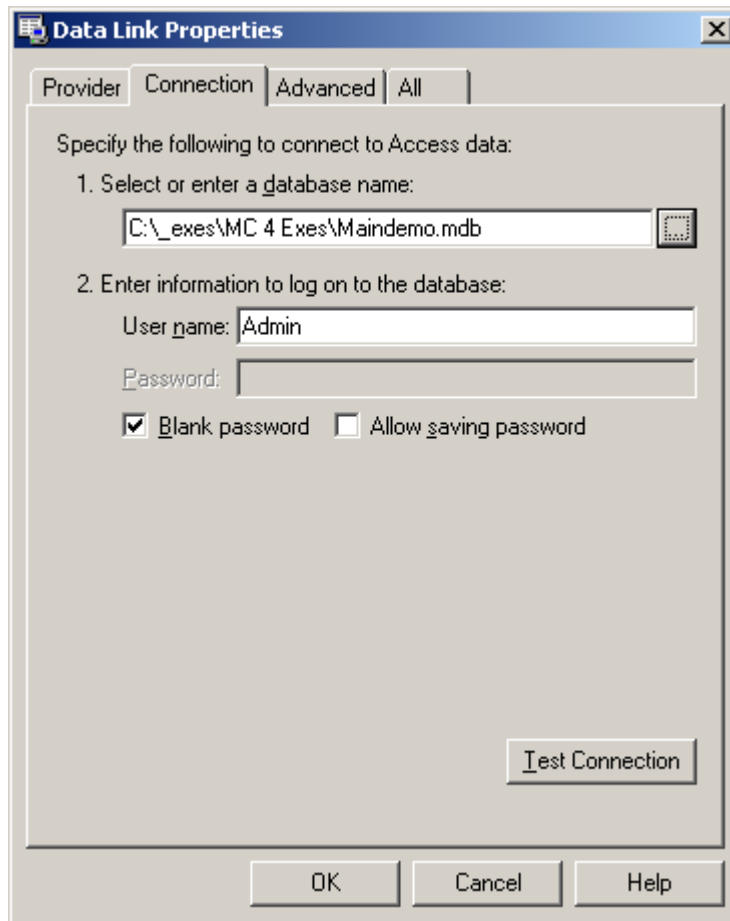 Data Link Properties
Provider Connection Advanced All
Specify the following to connect to Access data:
1. Select or enter a database name:
C:\_exes\MC 4 Exes\Maindemo.mdb ...
2. Enter information to log on to the database:
User name: Admin
Password:
Blank password Allow saving password
Test Connection
OK Cancel Help